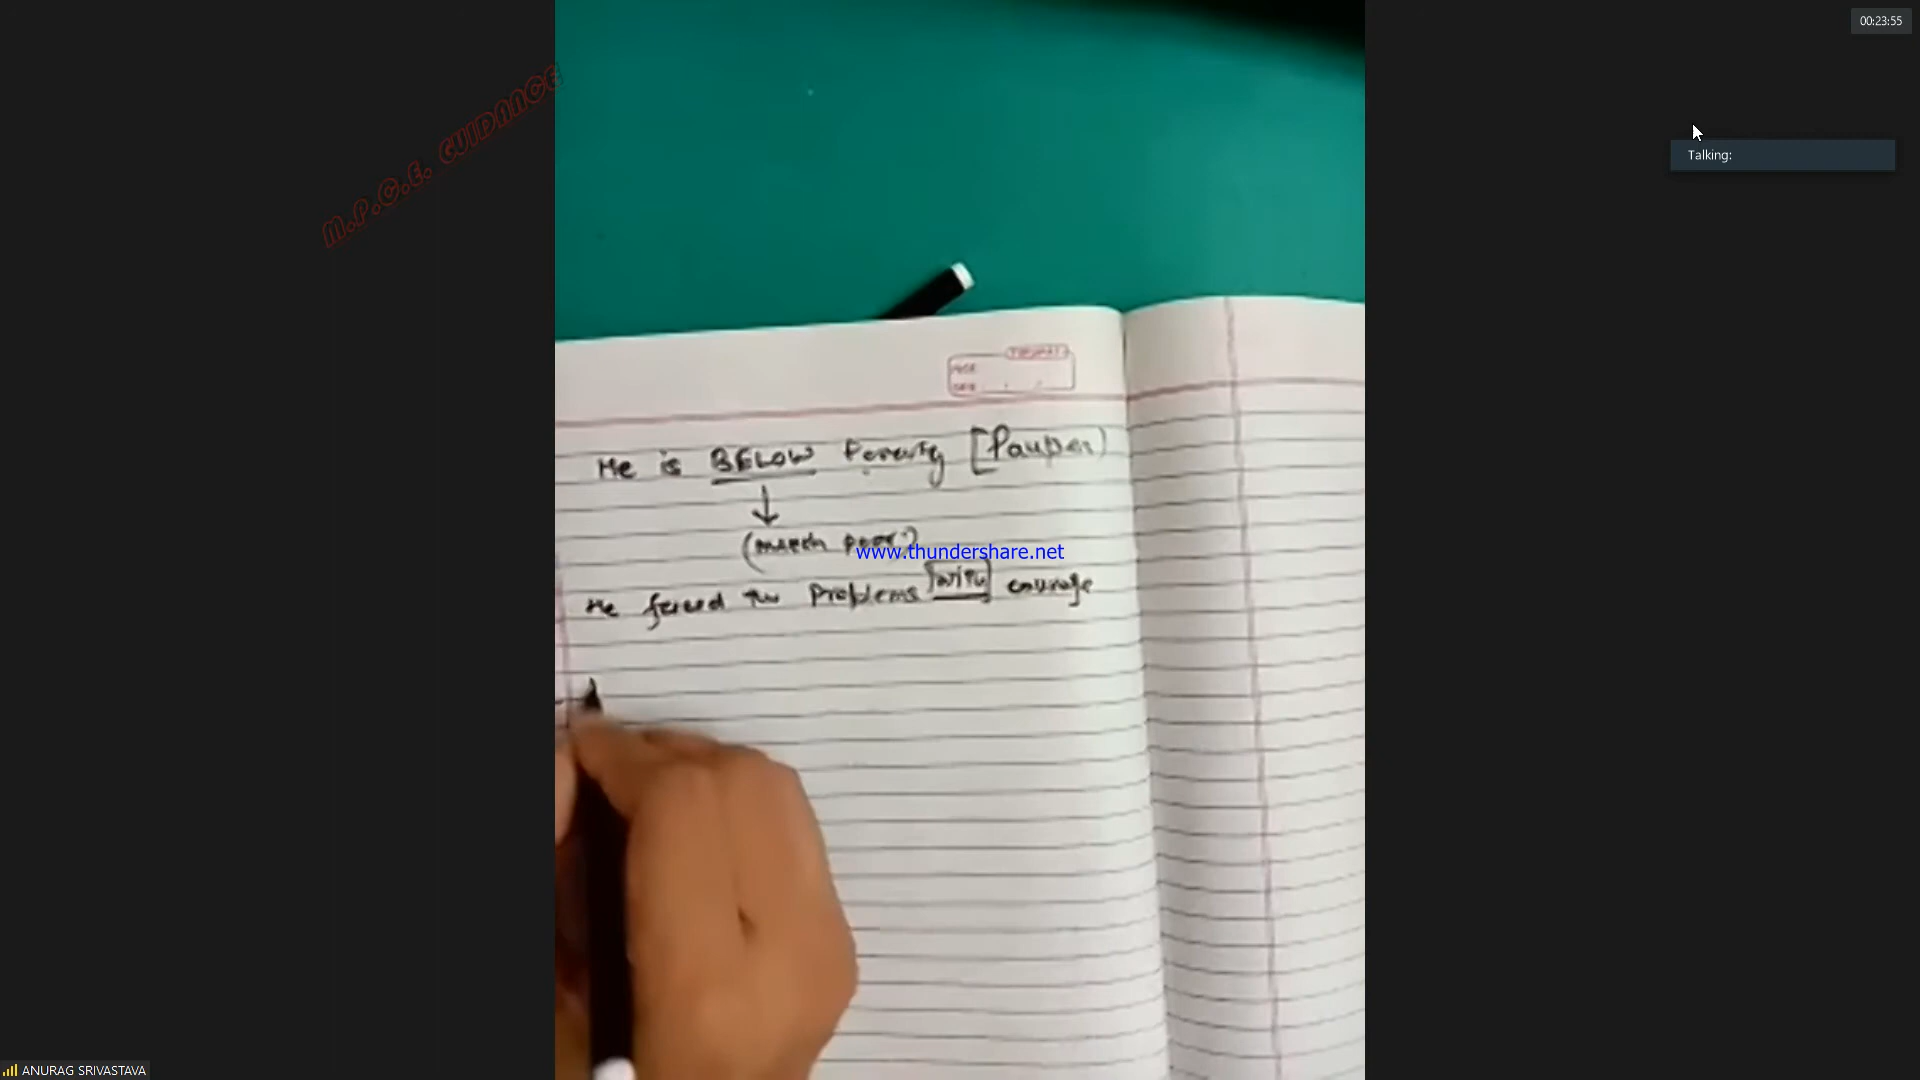 00:23:55
M.P.C.E. GUIDANCE
Talking:
He is BELOW Poverty [Pauper)
(much poor)
www.thundershare.net
He faced the Problems with courage
ANURAG SRIVASTAVA